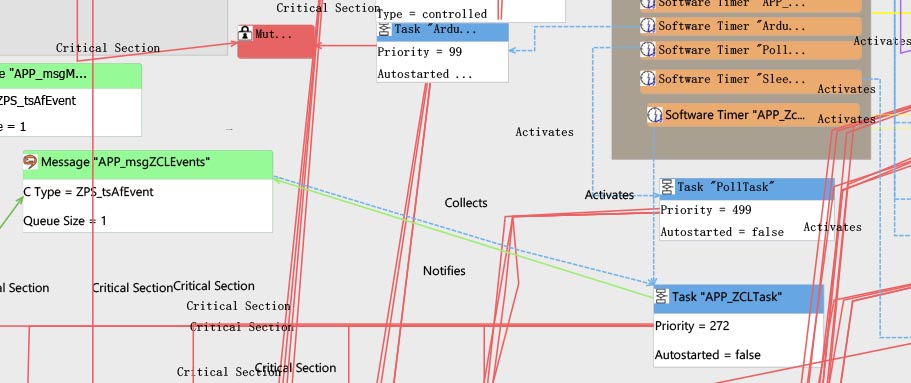 Critical Section
Type = controlled
Software Timer "APP_...
Task "Ardu...
Software Timer "Ardu...
Mut...
Critical Section
Priority = 99
Software Timer "Poll...
Activates
e "APP_msgM...
Autostarted ...
Software Timer "Slee...
Activates
ZPS_tsAfEvent
Software Timer "APP_Zc...
Activates
e = 1
Activates
Message "APP_msgZCLEvents"
C Type = ZPS_tsAfEvent
Queue Size = 1
Collects
Activates
Task "PollTask"
Priority = 499
Autostarted = false
Activates
Notifies
al Section
Critical Section
Critical Section
Critical Section
Critical Section
Task "APP_ZCLTask"
Priority = 272
Autostarted = false
Critical Section
Critical Section